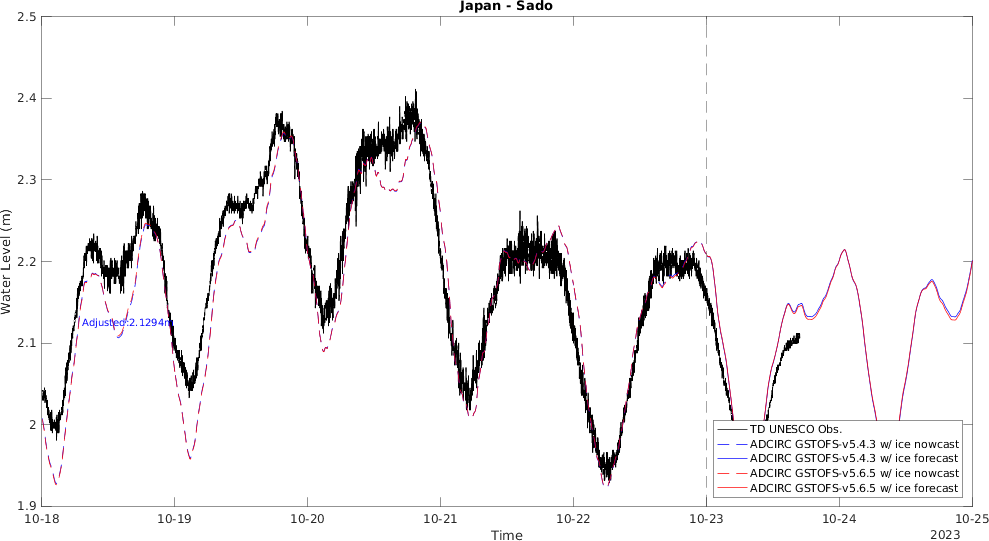 Japan - Sado
2.5
2.4
2.3
2.2
2.1
2
1.9
Water Level (m)
Adjusted:2.1294m
TD UNESCO Obs.
ADCIRC GSTOFS-v5.4.3 w/ ice nowcast
ADCIRC GSTOFS-v5.4.3 w/ ice forecast
ADCIRC GSTOFS-v5.6.5 w/ ice nowcast
ADCIRC GSTOFS-v5.6.5 w/ ice forecast
10-18 10-19 10-20 10-21 10-22 10-23 10-24 10-25
Time
2023